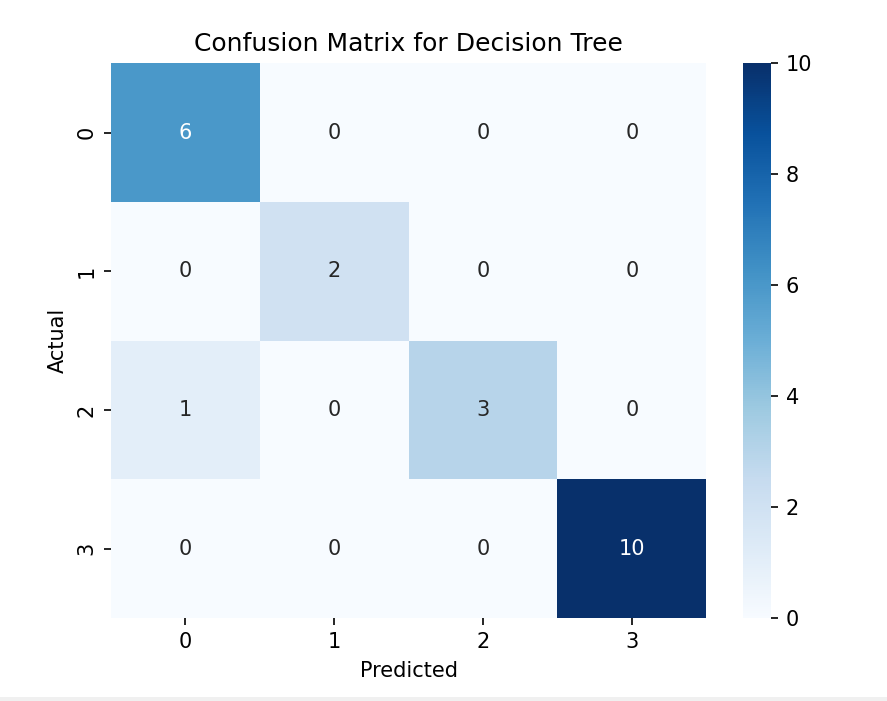 Confusion Matrix for Decision Tree
10
0 6 0 0 0
8
1 0 2 0 0
6
Actual
4
2 1 0 3 0
2
3 0 0 0 10
0
0 1 2 3
Predicted